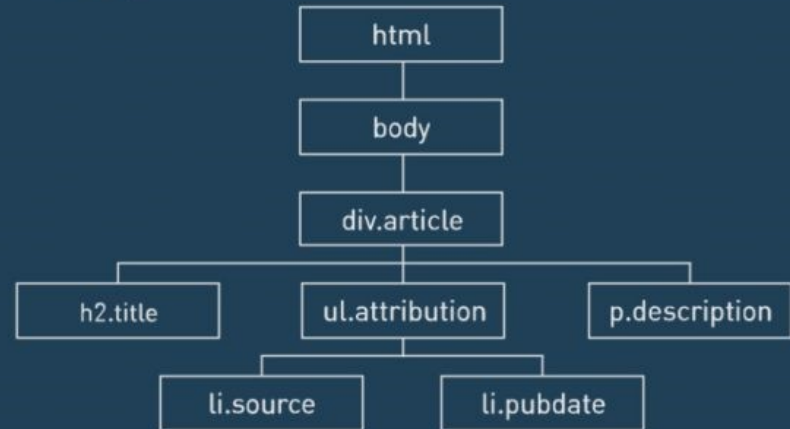 html
body
div.article
h2.title
ul.attribution
p.description
li.source
li.pubdate